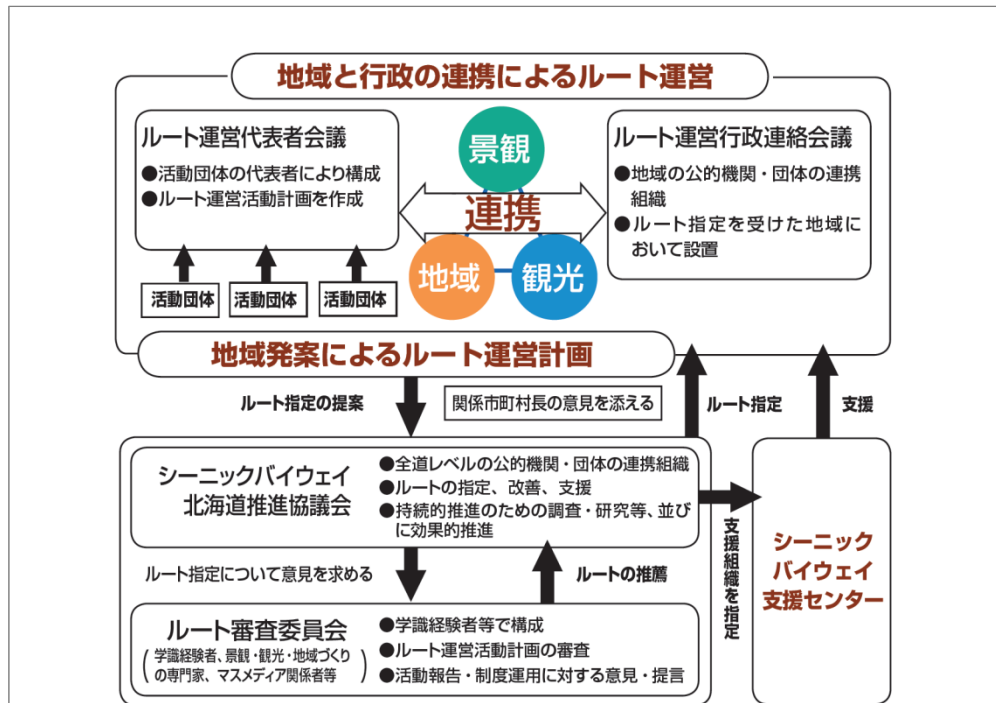 地域と行政の連携によるルート運営
ルート運営代表者会議
●活動団体の代表者により構成
●ルート運営活動計画を作成
活動団体
活動団体
活動団体
景観
連携
地域
観光
ルート運営行政連絡会議
●地域の公的機関・団体の連携
組織
●ルート指定を受けた地域に
おいて設置
地域発案によるルート運営計画
ルート指定の提案
関係市町村長の意見を添える
ルート指定
支援
シーニックバイウェイ
北海道推進協議会
●全道レベルの公的機関・団体の連携組織
●ルートの指定、改善、支援
●持続的推進のための調査・研究等、並び
に効果的推進
支援組織を指定
シーニック
バイウェイ
支援センター
ルート指定について意見を求める
ルートの推薦
ルート審査委員会
(学識経験者、景観・観光・地域づくり
の専門家、マスメディア関係者等)
●学識経験者等で構成
●ルート運営活動計画の審査
●活動報告・制度運用に対する意見・提言